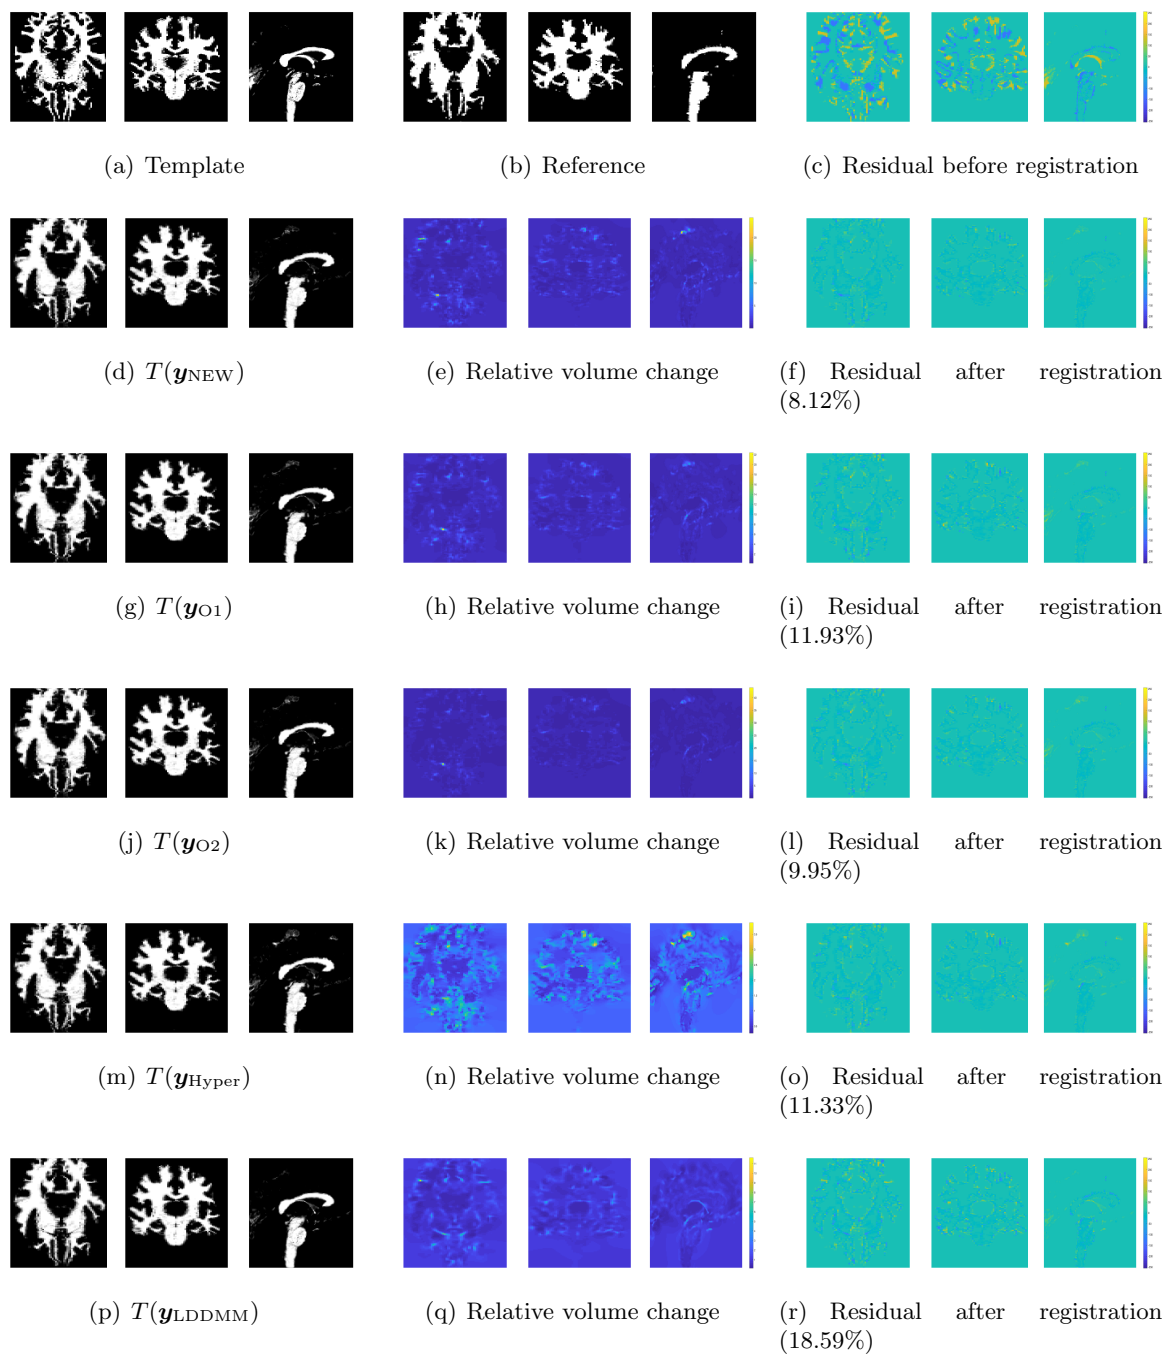 (a) Template
(b) Reference
(c) Residual before registration
(d) T(y_NEW)
(e) Relative volume change
(f) Residual after registration
(8.12%)
(g) T(y_O1)
(h) Relative volume change
(i) Residual after registration
(11.93%)
(j) T(y_O2)
(k) Relative volume change
(l) Residual after registration
(9.95%)
(m) T(y_Hyper)
(n) Relative volume change
(o) Residual after registration
(11.33%)
(p) T(y_LDDMM)
(q) Relative volume change
(r) Residual after registration
(18.59%)